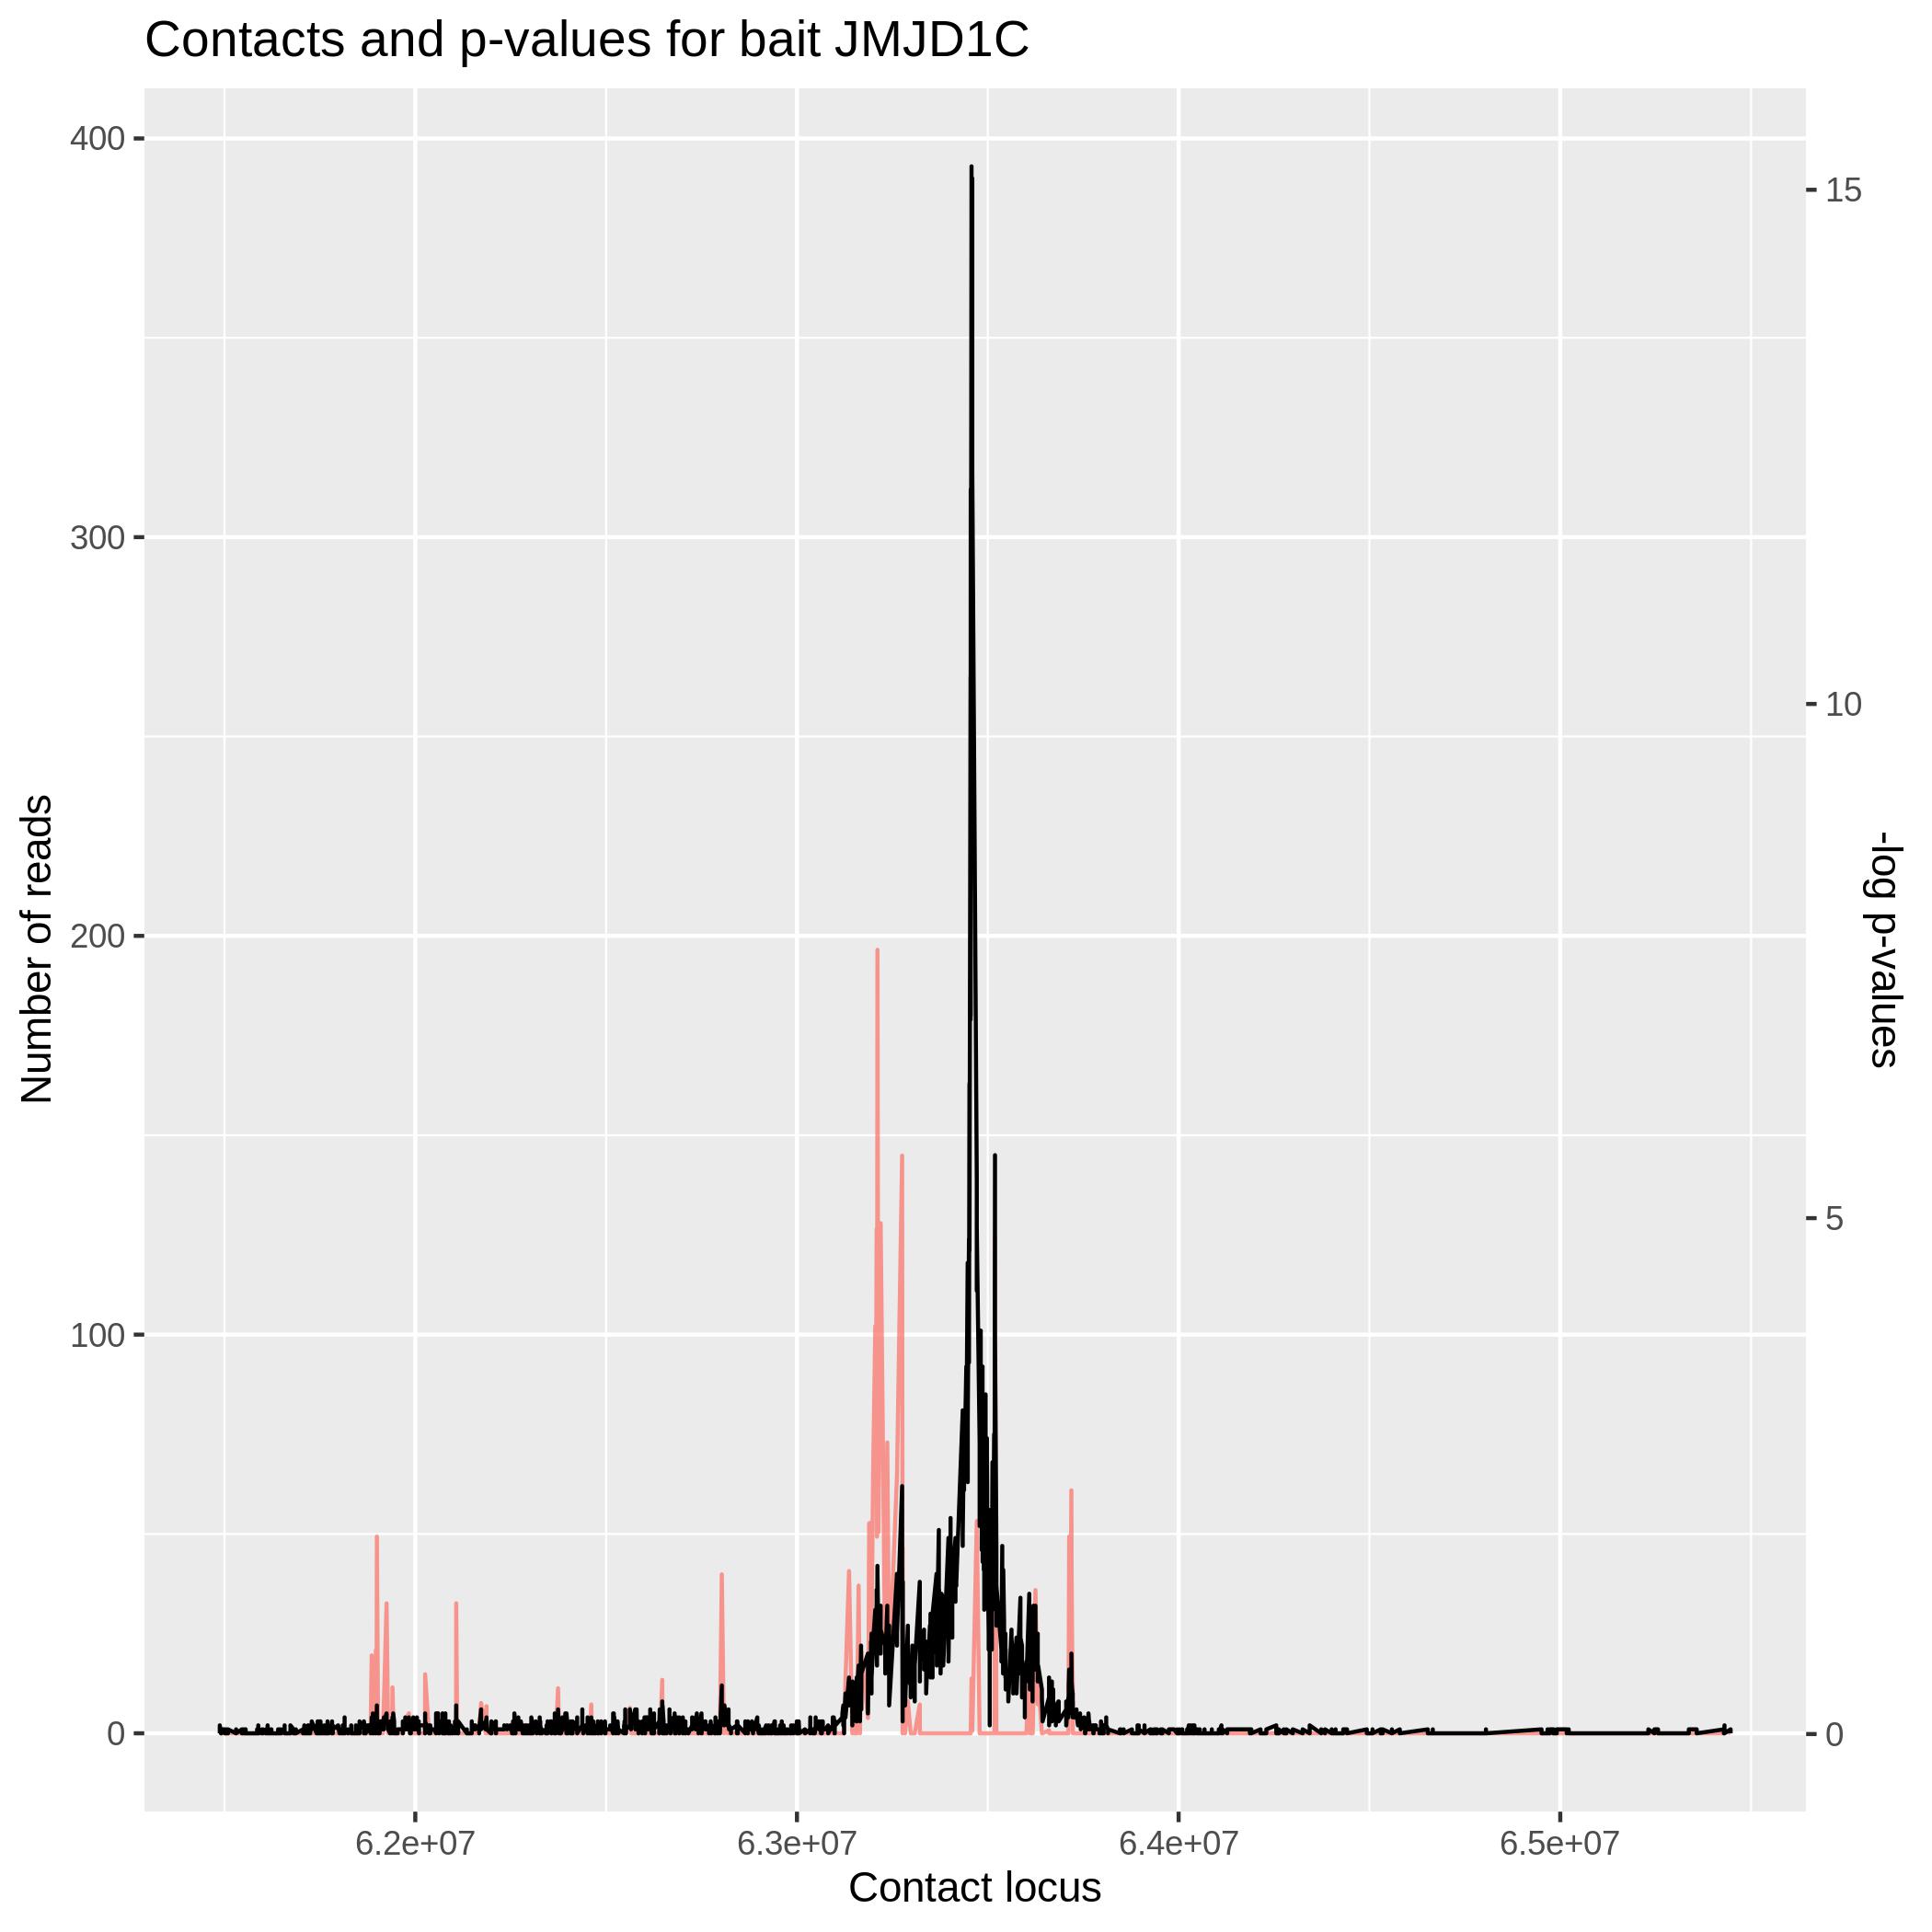 Contacts and p-values for bait JMJD1C
400
300
200
100
0
Number of reads
15
10
5
0
-log p-values
6.2e+07
6.3e+07
6.4e+07
6.5e+07
Contact locus